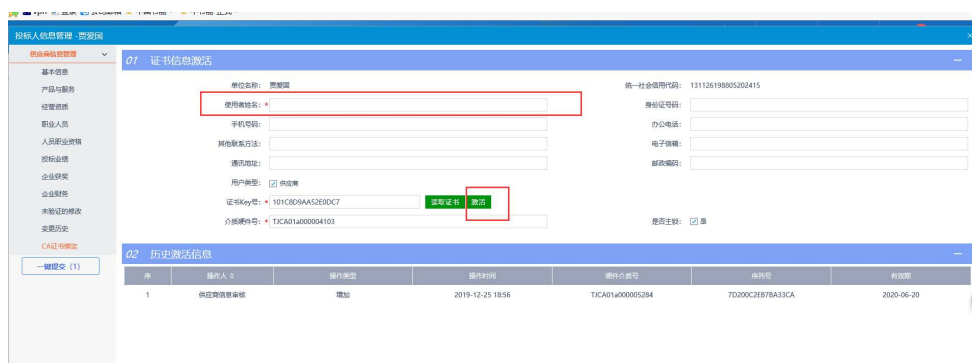 投标人信息管理 -贾爱国
供应商信息管理
基本信息
产品与服务
经营资质
职业人员
人员职业资格
投标业绩
企业获奖
企业财务
未验证的修改
变更历史
CA证书绑定
一键提交（1）
01 证书信息激活
单位名称： 贾爱国 统一社会信用代码： 131126198805202415
使用者姓名：* 身份证号码：
手机号码： 办公电话：
其他联系方法： 电子信箱：
通讯地址： 邮政编码：
用户类型： 供应商
证书Key号：* 101C8D9AA52E0DC7 读取证书 激活
介质硬件号：* TJCA01a000004103 是否主锁： 是
02 历史激活信息
序 操作人 操作类型 操作时间 硬件介质号 序列号 有效期
1 供应商信息审核 增加 2019-12-25 18:56 TJCA01a000005284 7D200C2EB7BA33CA 2020-06-20